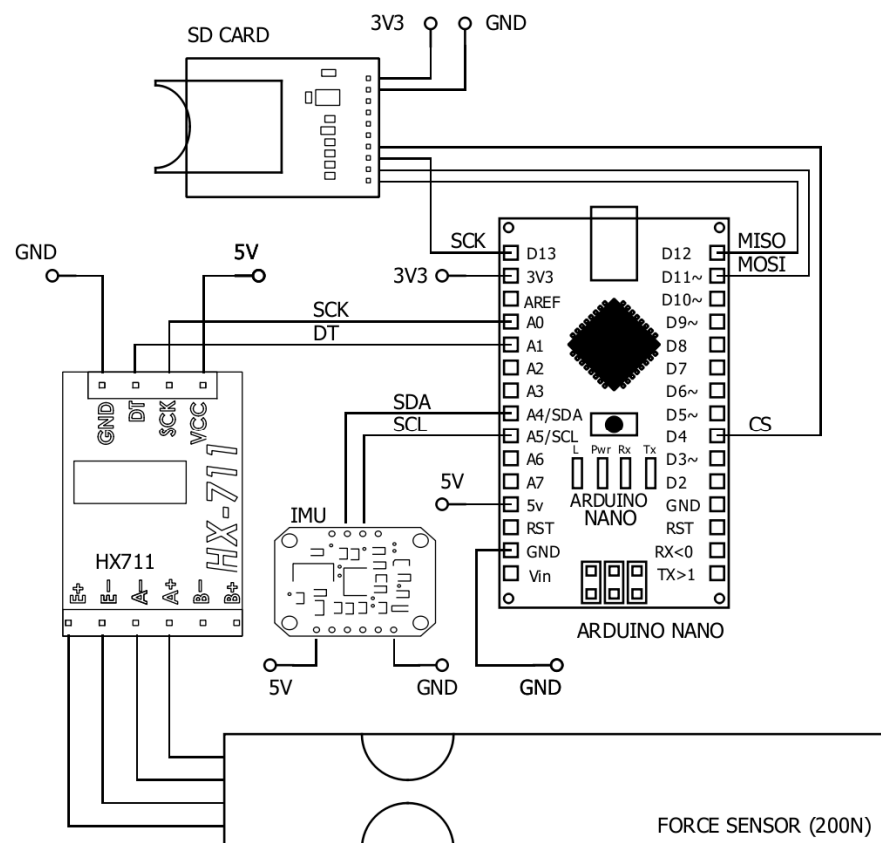 3V3
GND
SD CARD
GND
5V
SCK
DT
SCK
3V3
D13
3V3
AREF
A0
A1
A2
A3
A4/SDA
A5/SCL
A6
A7
5v
RST
GND
Vin
D12
D11~
D10~
D9~
D8
D7
D6~
D5~
D4
D3~
D2
GND
RST
RX<0
TX>1
MISO
MOSI
CS
L Pwr Rx Tx
ARDUINO
NANO
ARDUINO NANO
SDA
SCL
5V
IMU
5V
GND
GND
GND
DT
SCK
VCC
HX-711
HX711
E+
E-
A-
A+
B-
B+
FORCE SENSOR (200N)